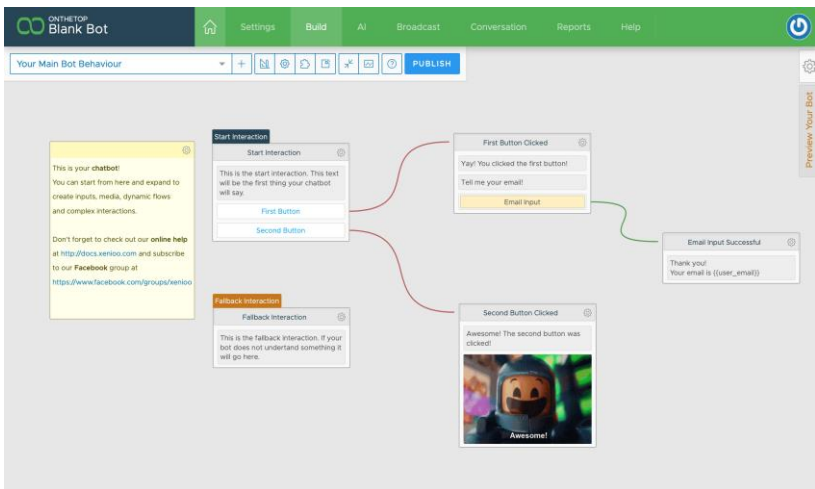 ONTHETOP
Blank Bot
Settings
Build
AI
Broadcast
Conversation
Reports
Help
Your Main Bot Behaviour
PUBLISH
Preview Your Bot
This is your chatbot!
You can start from here and expand to
create inputs, media, dynamic flows
and complex interactions.
Don't forget to check out our online help
at http://docs.xenioo.com and subscribe
to our Facebook group at
https://www.facebook.com/groups/xenioo
Start Interaction
Start Interaction
This is the start interaction. This text
will be the first thing your chatbot
will say.
First Button
Second Button
Fallback Interaction
Fallback Interaction
This is the fallback interaction. If your
bot does not undertand something it
will go here.
First Button Clicked
Yay! You clicked the first button!
Tell me your email!
Email Input
Email Input Successful
Thank you!
Your email is {{user_email}}
Second Button Clicked
Awesome! The second button was
clicked!
Awesome!